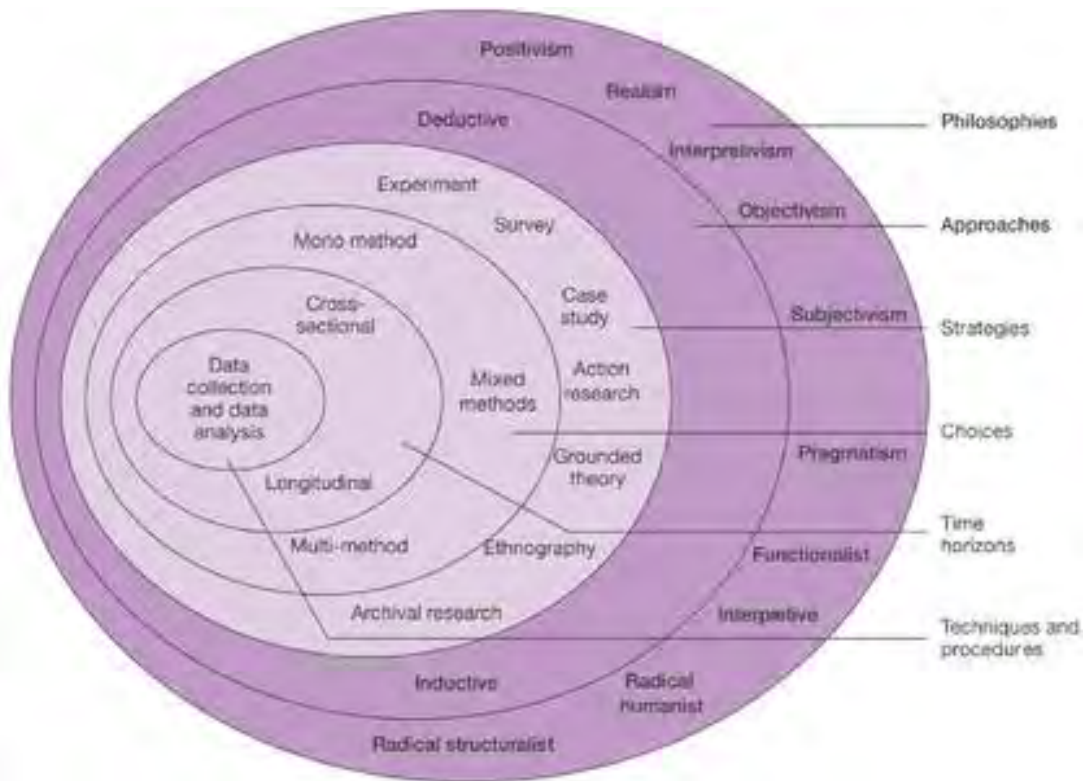 Positivism
Realism
Philosophies
Deductive
Interpretivism
Experiment
Objectivism
Approaches
Survey
Mono method
Case
study
Cross-
sectional
Subjectivism
Strategies
Data
collection
and data
analysis
Mixed
methods
Action
research
Choices
Grounded
theory
Pragmatism
Longitudinal
Time
horizons
Multi-method
Ethnography
Functionalist
Archival research
Interpretive
Techniques and
procedures
Inductive
Radical
humanist
Radical structuralist